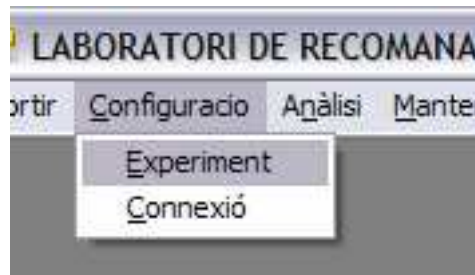 LABORATORI DE RECOMANA
ortir Configuracio Anàlisi Mante
Experiment
Connexió